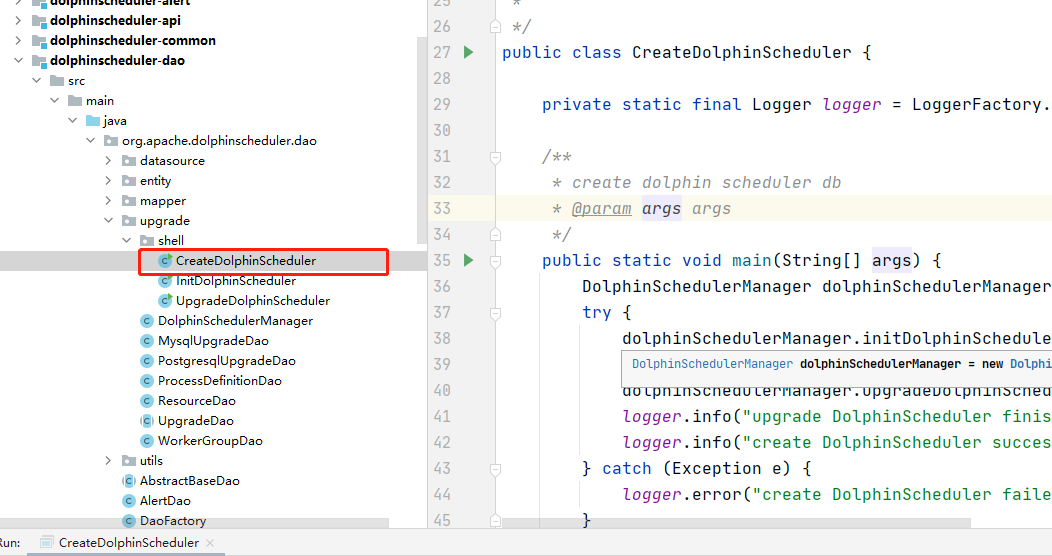 dolphinscheduler-alert
dolphinscheduler-api
dolphinscheduler-common
dolphinscheduler-dao
src
main
java
org.apache.dolphinscheduler.dao
datasource
entity
mapper
upgrade
shell
CreateDolphinScheduler
InitDolphinScheduler
UpgradeDolphinScheduler
DolphinSchedulerManager
MysqlUpgradeDao
PostgresqlUpgradeDao
ProcessDefinitionDao
ResourceDao
UpgradeDao
WorkerGroupDao
utils
AbstractBaseDao
AlertDao
DaoFactory
25 *
26 */
27 public class CreateDolphinScheduler {
28
29 private static final Logger logger = LoggerFactory.
30
31 /**
32 * create dolphin scheduler db
33 * @param args args
34 */
35 public static void main(String[] args) {
36 DolphinSchedulerManager dolphinSchedulerManager
37 try {
38 dolphinSchedulerManager.initDolphinSchedule
39 DolphinSchedulerManager dolphinSchedulerManager = new Dolphi
40 dolphinSchedulerManager.upgradeDolphinSched
41 logger.info("upgrade DolphinScheduler finis
42 logger.info("create DolphinScheduler succes
43 } catch (Exception e) {
44 logger.error("create DolphinScheduler faile
45 }
Run: CreateDolphinScheduler